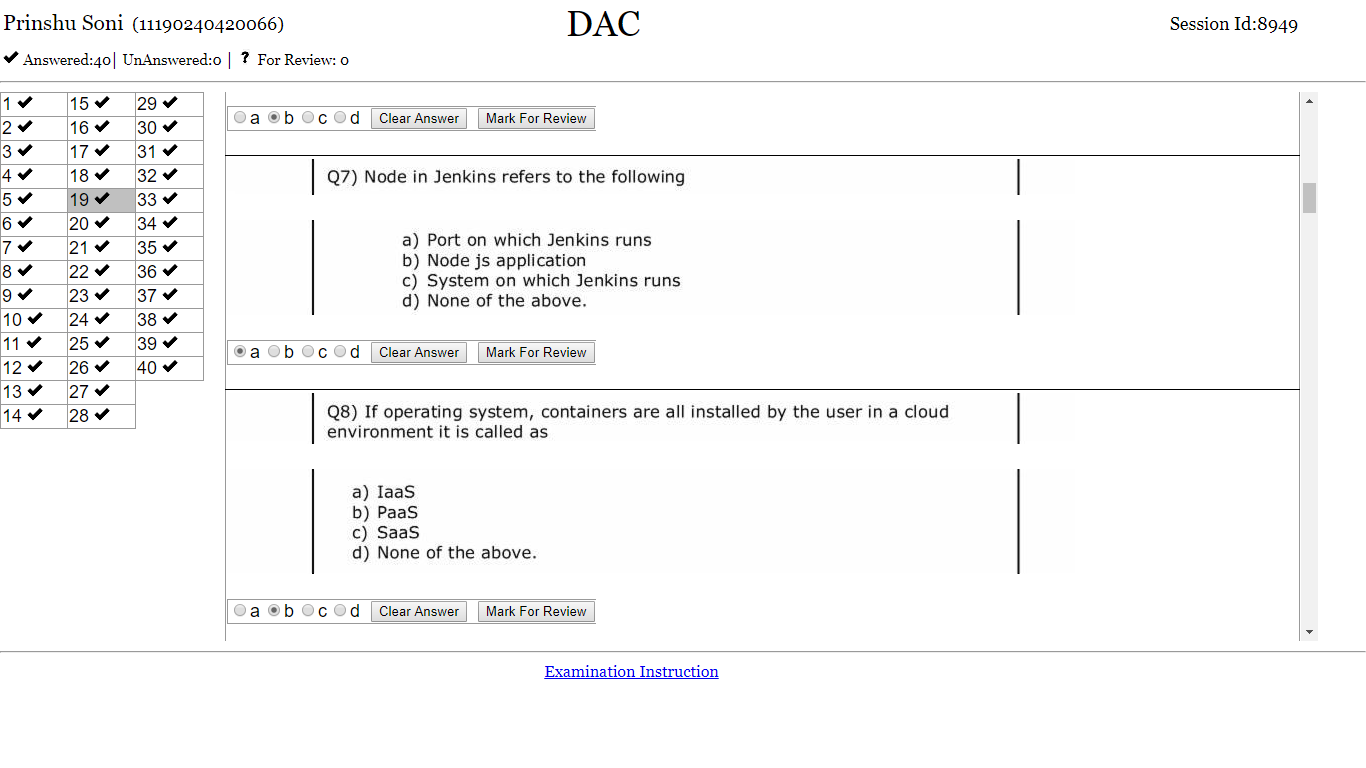 Prinshu Soni (11190240420066)
DAC
Session Id:8949
✔ Answered:40| UnAnswered:0 | ? For Review: 0
1 ✔ 15 ✔ 29 ✔
2 ✔ 16 ✔ 30 ✔
3 ✔ 17 ✔ 31 ✔
4 ✔ 18 ✔ 32 ✔
5 ✔ 19 ✔ 33 ✔
6 ✔ 20 ✔ 34 ✔
7 ✔ 21 ✔ 35 ✔
8 ✔ 22 ✔ 36 ✔
9 ✔ 23 ✔ 37 ✔
10 ✔ 24 ✔ 38 ✔
11 ✔ 25 ✔ 39 ✔
12 ✔ 26 ✔ 40 ✔
13 ✔ 27 ✔
14 ✔ 28 ✔
a b c d Clear Answer Mark For Review
Q7) Node in Jenkins refers to the following
a) Port on which Jenkins runs
b) Node js application
c) System on which Jenkins runs
d) None of the above.
a b c d Clear Answer Mark For Review
Q8) If operating system, containers are all installed by the user in a cloud
environment it is called as
a) IaaS
b) PaaS
c) SaaS
d) None of the above.
a b c d Clear Answer Mark For Review
Examination Instruction